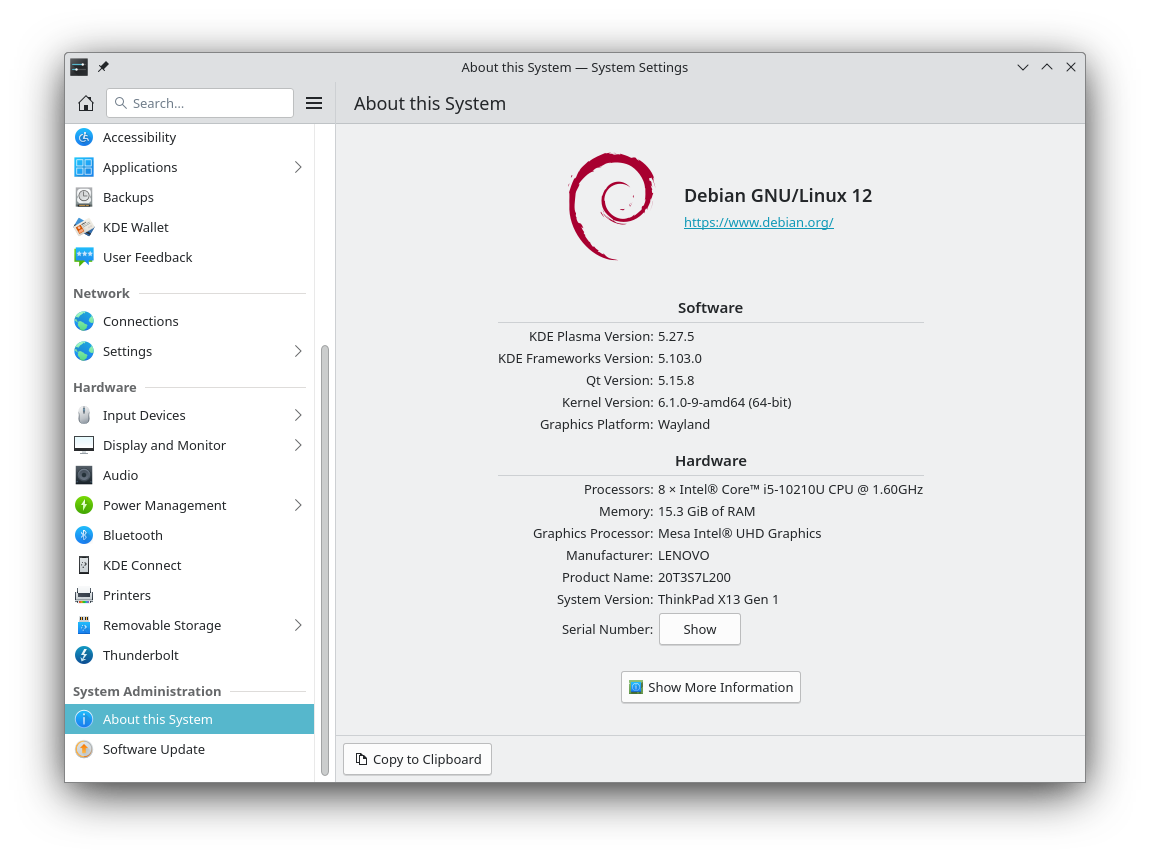 About this System — System Settings
Search...
About this System
Accessibility
Applications
Backups
KDE Wallet
User Feedback
Network
Connections
Settings
Hardware
Input Devices
Display and Monitor
Audio
Power Management
Bluetooth
KDE Connect
Printers
Removable Storage
Thunderbolt
System Administration
About this System
Software Update
Debian GNU/Linux 12
https://www.debian.org/
Software
KDE Plasma Version: 5.27.5
KDE Frameworks Version: 5.103.0
Qt Version: 5.15.8
Kernel Version: 6.1.0-9-amd64 (64-bit)
Graphics Platform: Wayland
Hardware
Processors: 8 × Intel® Core™ i5-10210U CPU @ 1.60GHz
Memory: 15.3 GiB of RAM
Graphics Processor: Mesa Intel® UHD Graphics
Manufacturer: LENOVO
Product Name: 20T3S7L200
System Version: ThinkPad X13 Gen 1
Serial Number: Show
Show More Information
Copy to Clipboard